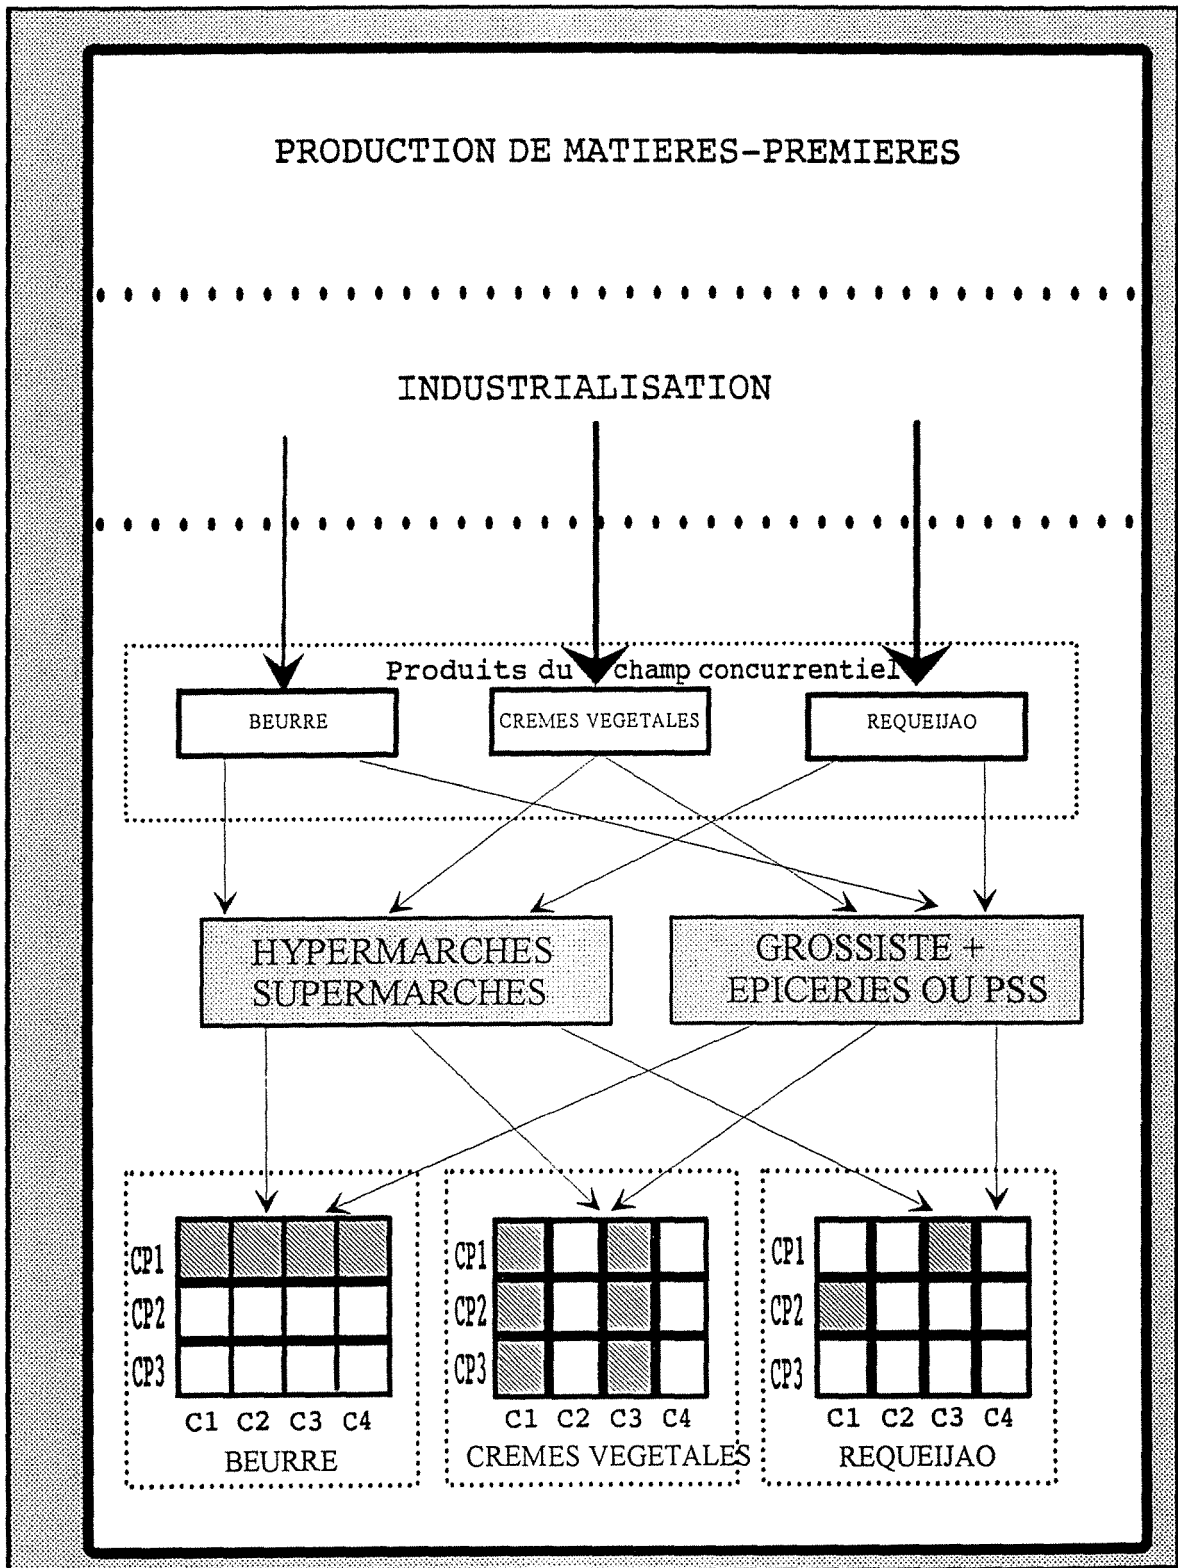 PRODUCTION DE MATIERES-PREMIERES
INDUSTRIALISATION
Produits du champ concurrentiel
BEURRE
CREMES VEGETALES
REQUEIJAO
HYPERMARCHES
SUPERMARCHES
GROSSISTE +
EPICERIES OU PSS
CP1
CP2
CP3
C1 C2 C3 C4
BEURRE
CP1
CP2
CP3
C1 C2 C3 C4
CREMES VEGETALES
CP1
CP2
CP3
C1 C2 C3 C4
REQUEIJAO